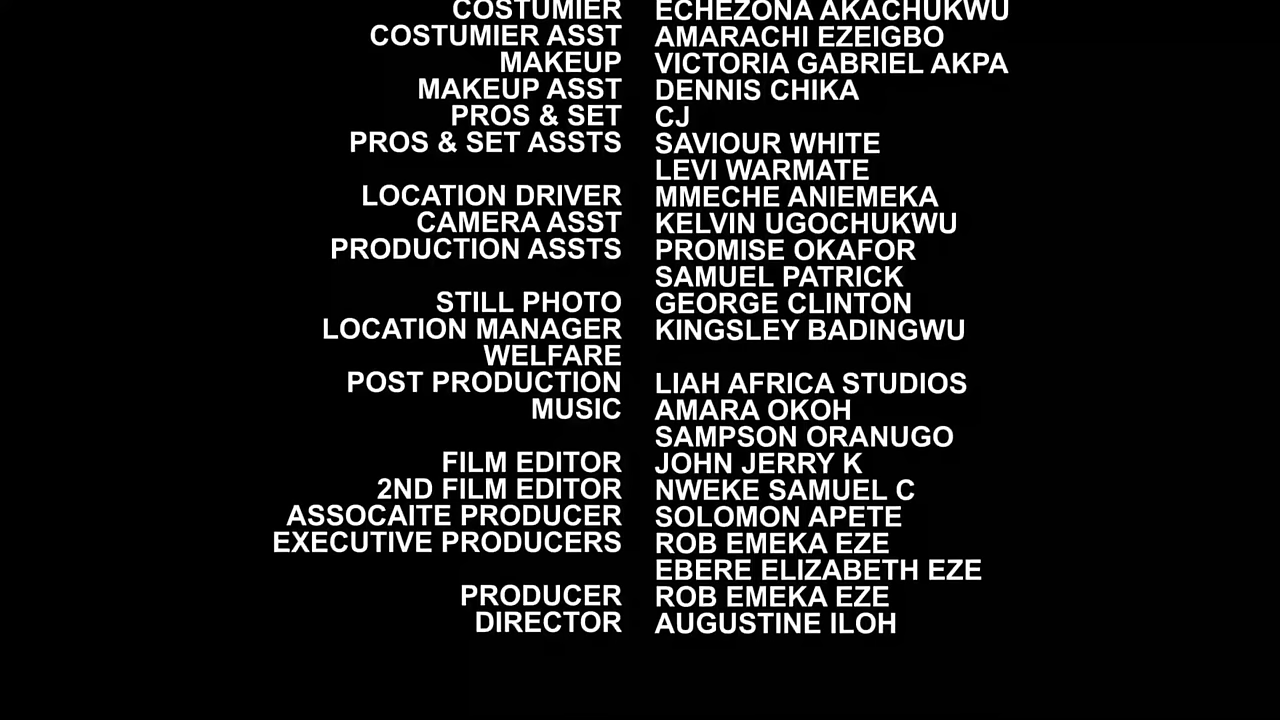 COSTUMIER ECHEZONA AKACHUKWU
COSTUMIER ASST AMARACHI EZEIGBO
MAKEUP VICTORIA GABRIEL AKPA
MAKEUP ASST DENNIS CHIKA
PROS & SET CJ
PROS & SET ASSTS SAVIOUR WHITE
LEVI WARMATE
LOCATION DRIVER MMECHE ANIEMEKA
CAMERA ASST KELVIN UGOCHUKWU
PRODUCTION ASSTS PROMISE OKAFOR
SAMUEL PATRICK
STILL PHOTO GEORGE CLINTON
LOCATION MANAGER KINGSLEY BADINGWU
WELFARE
POST PRODUCTION LIAH AFRICA STUDIOS
MUSIC AMARA OKOH
SAMPSON ORANUGO
FILM EDITOR JOHN JERRY K
2ND FILM EDITOR NWEKE SAMUEL C
ASSOCAITE PRODUCER SOLOMON APETE
EXECUTIVE PRODUCERS ROB EMEKA EZE
EBERE ELIZABETH EZE
PRODUCER ROB EMEKA EZE
DIRECTOR AUGUSTINE ILOH